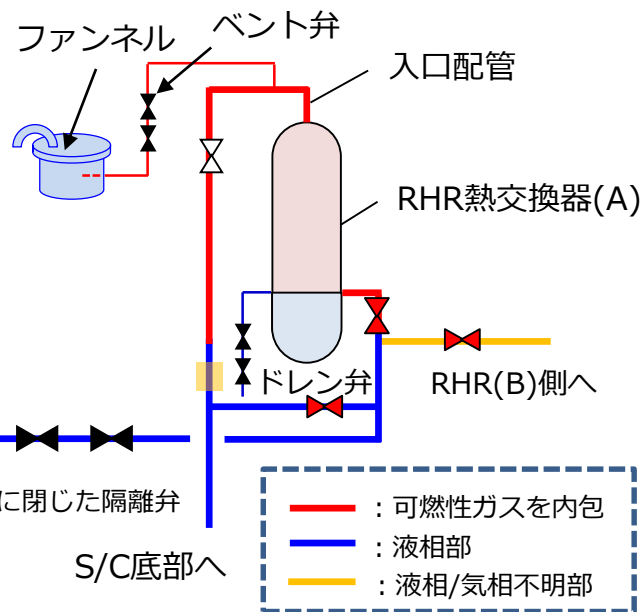 ファンネル
ベント弁
入口配管
RHR熱交換器(A)
ドレン弁
RHR(B)側へ
に閉じた隔離弁
S/C底部へ
：可燃性ガスを内包
：液相部
：液相/気相不明部